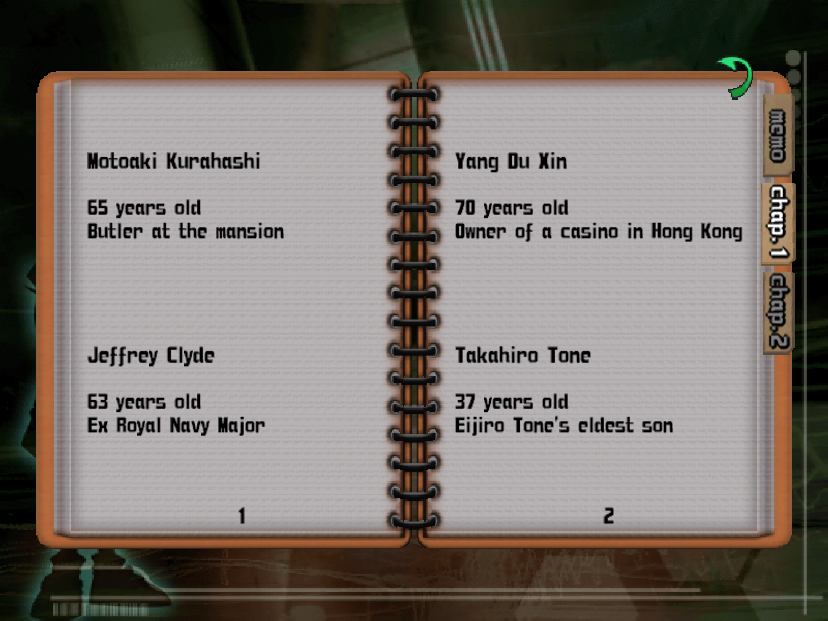 Motoaki Kurahashi
65 years old
Butler at the mansion
Jeffrey Clyde
63 years old
Ex Royal Navy Major
1
Yang Du Xin
70 years old
Owner of a casino in Hong Kong
Takahiro Tone
37 years old
Eijiro Tone's eldest son
2
memo
chap. 1
chap.2